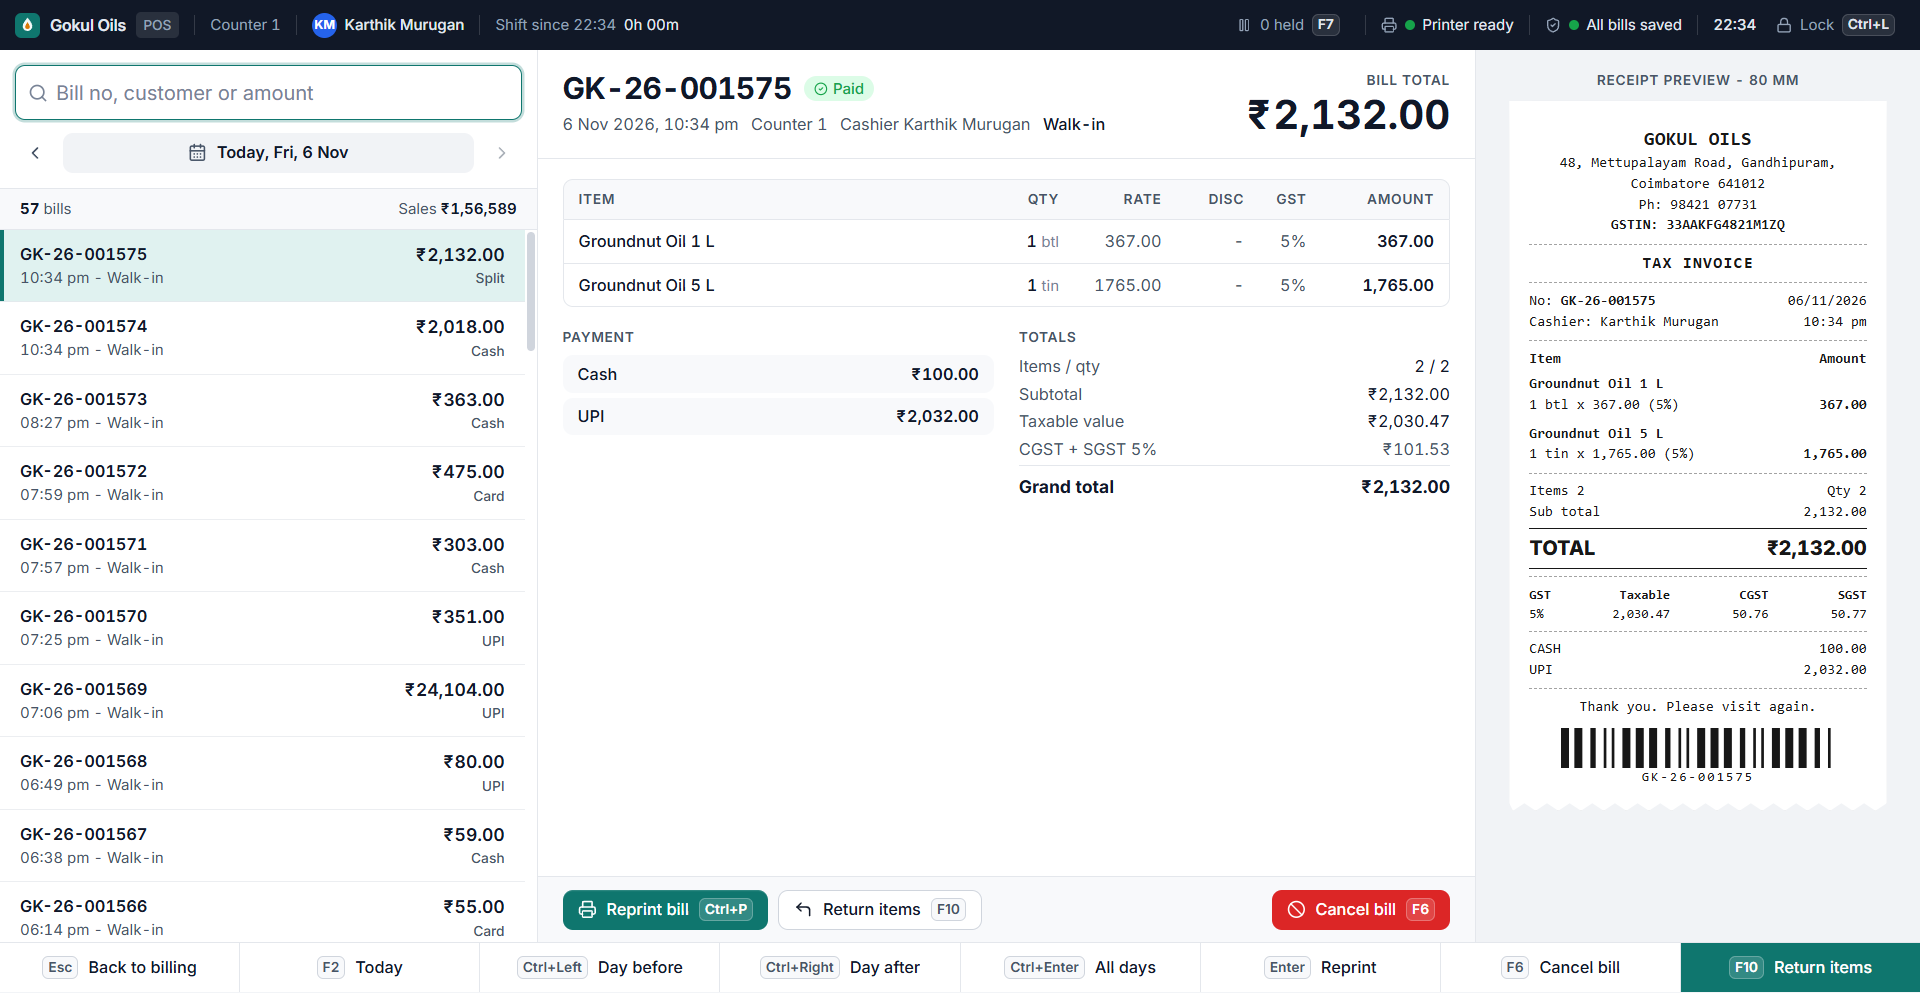 Gokul Oils POS Counter 1 KM Karthik Murugan Shift since 22:34 0h 00m 0 held F7 Printer ready All bills saved 22:34 Lock Ctrl+L
Bill no, customer or amount
Today, Fri, 6 Nov
57 bills Sales ₹1,56,589
GK-26-001575 ₹2,132.00
10:34 pm - Walk-in Split
GK-26-001574 ₹2,018.00
10:34 pm - Walk-in Cash
GK-26-001573 ₹363.00
08:27 pm - Walk-in Cash
GK-26-001572 ₹475.00
07:59 pm - Walk-in Card
GK-26-001571 ₹303.00
07:57 pm - Walk-in Cash
GK-26-001570 ₹351.00
07:25 pm - Walk-in UPI
GK-26-001569 ₹24,104.00
07:06 pm - Walk-in UPI
GK-26-001568 ₹80.00
06:49 pm - Walk-in UPI
GK-26-001567 ₹59.00
06:38 pm - Walk-in Cash
GK-26-001566 ₹55.00
06:14 pm - Walk-in Card
GK-26-001575 Paid
6 Nov 2026, 10:34 pm Counter 1 Cashier Karthik Murugan Walk-in
BILL TOTAL
₹2,132.00
ITEM QTY RATE DISC GST AMOUNT
Groundnut Oil 1 L 1 btl 367.00 - 5% 367.00
Groundnut Oil 5 L 1 tin 1765.00 - 5% 1,765.00
PAYMENT
Cash ₹100.00
UPI ₹2,032.00
TOTALS
Items / qty 2 / 2
Subtotal ₹2,132.00
Taxable value ₹2,030.47
CGST + SGST 5% ₹101.53
Grand total ₹2,132.00
Reprint bill Ctrl+P Return items F10 Cancel bill F6
RECEIPT PREVIEW - 80 MM
GOKUL OILS
48, Mettupalayam Road, Gandhipuram,
Coimbatore 641012
Ph: 98421 07731
GSTIN: 33AAKFG4821M1ZQ
TAX INVOICE
No: GK-26-001575 06/11/2026
Cashier: Karthik Murugan 10:34 pm
Item Amount
Groundnut Oil 1 L
1 btl x 367.00 (5%) 367.00
Groundnut Oil 5 L
1 tin x 1,765.00 (5%) 1,765.00
Items 2 Qty 2
Sub total 2,132.00
TOTAL ₹2,132.00
GST Taxable CGST SGST
5% 2,030.47 50.76 50.77
CASH 100.00
UPI 2,032.00
Thank you. Please visit again.
GK-26-001575
Esc Back to billing F2 Today Ctrl+Left Day before Ctrl+Right Day after Ctrl+Enter All days Enter Reprint F6 Cancel bill F10 Return items